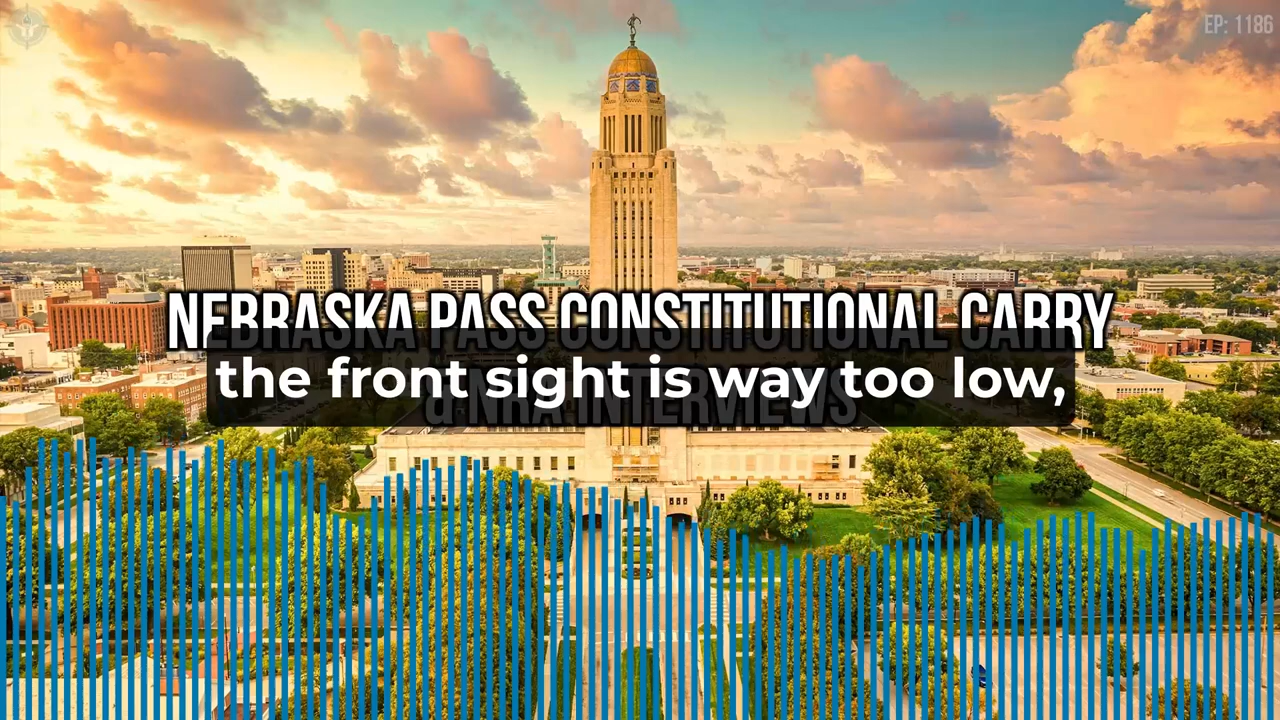 EP: 1186
NEBRASKA PASS CONSTITUTIONAL CARRY
the front sight is way too low,
& NRA INTERVIEWS